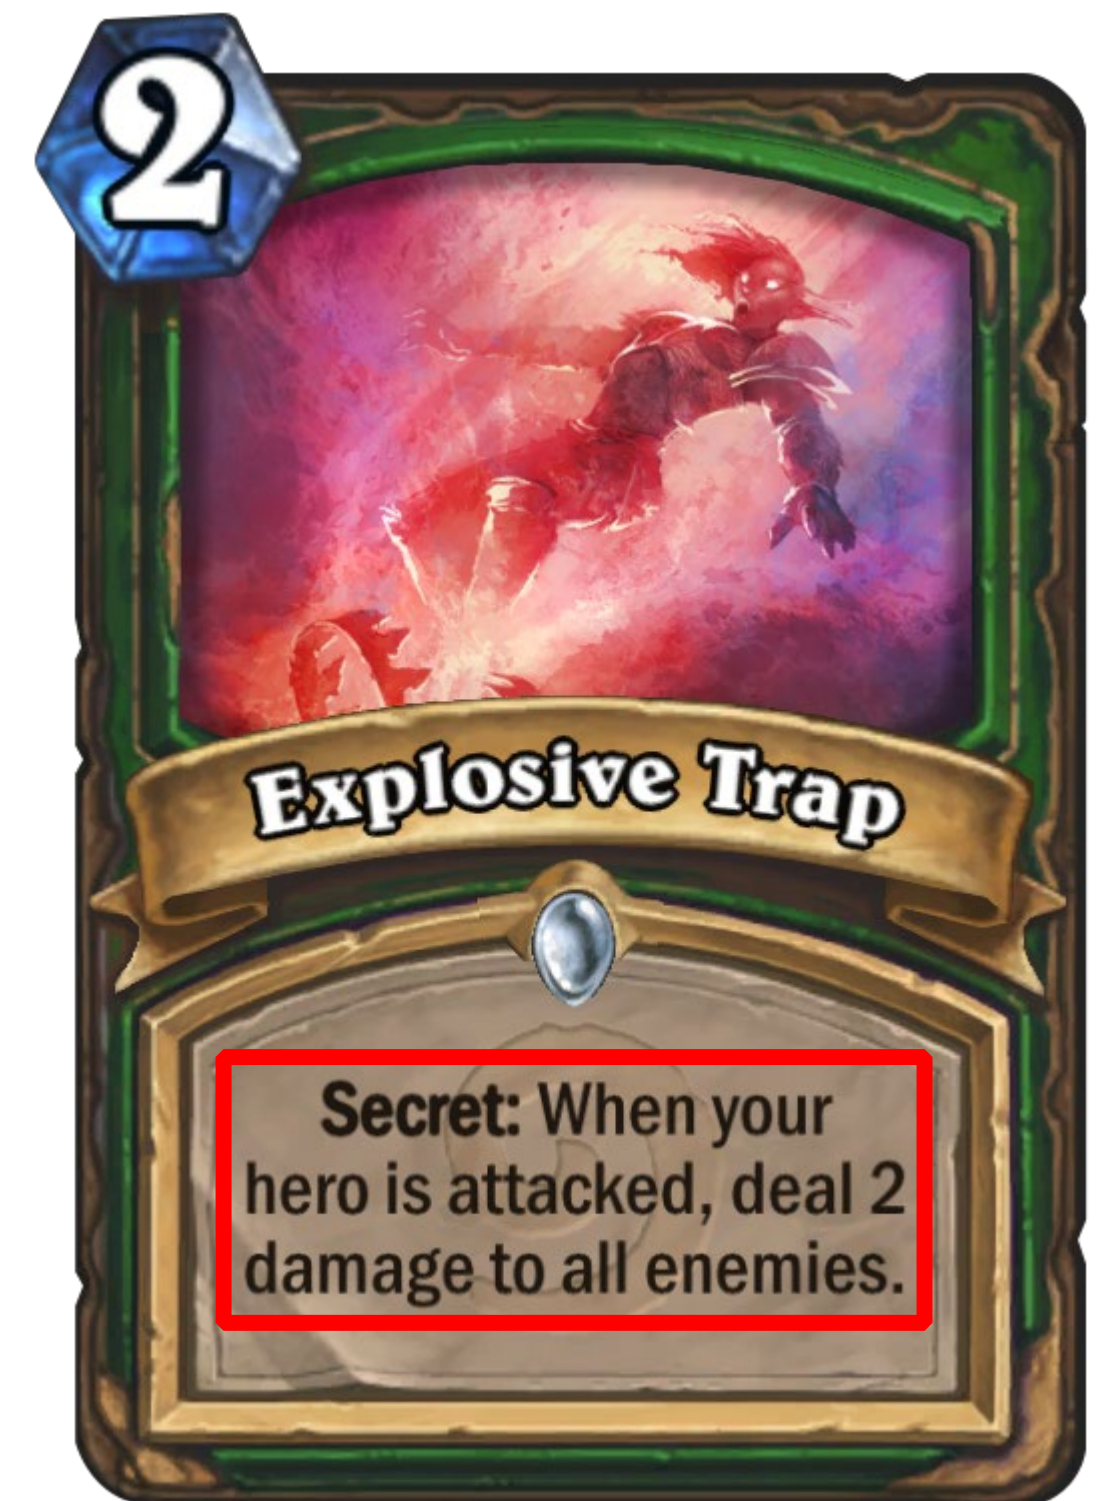 2
Explosive Trap
Secret: When your
hero is attacked, deal 2
damage to all enemies.